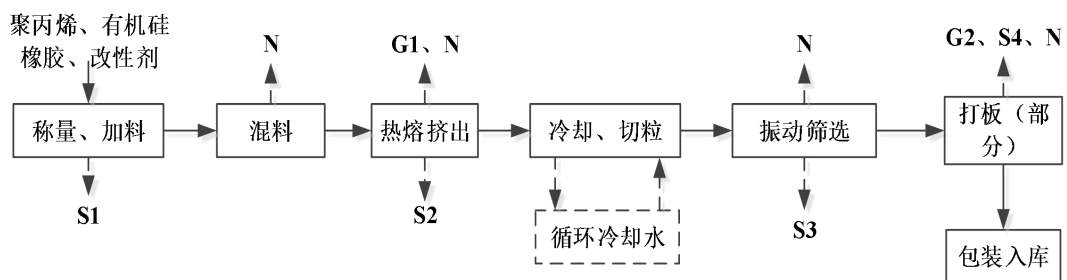 聚丙烯、有机硅
橡胶、改性剂
N
G1、N
N
G2、S4、N
称量、加料
混料
热熔挤出
冷却、切粒
振动筛选
打板（部
分）
S1
S2
循环冷却水
S3
包装入库